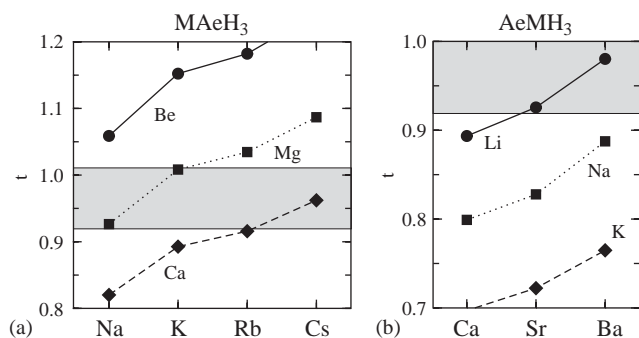 MAeH₃
AeMH₃
1.2
1.1
1.0
0.9
0.8
t
Be
Mg
Ca
(a)
Na
K
Rb
Cs
1.0
0.9
0.8
0.7
t
Li
Na
K
(b)
Ca
Sr
Ba